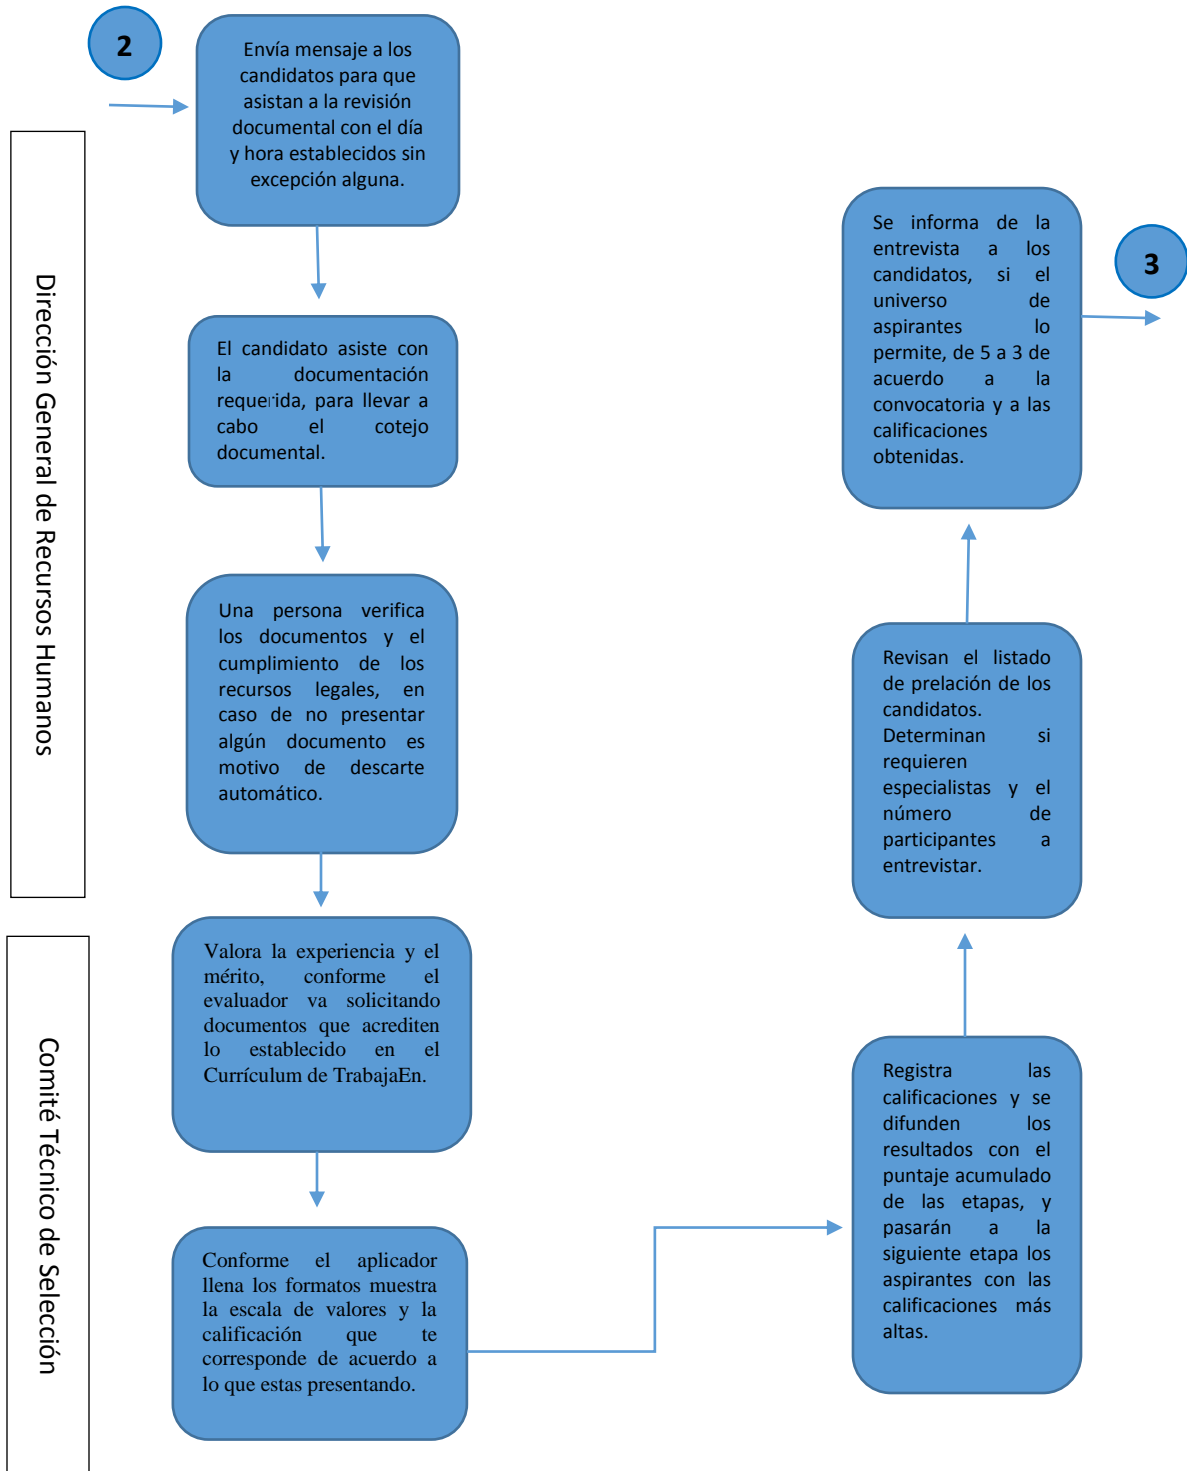 2
Envía mensaje a los
candidatos para que
asistan a la revisión
documental con el día
y hora establecidos sin
excepción alguna.
Dirección General de Recursos Humanos
El candidato asiste con
la documentación
requerida, para llevar a
cabo el cotejo
documental.
Una persona verifica
los documentos y el
cumplimiento de los
recursos legales, en
caso de no presentar
algún documento es
motivo de descarte
automático.
Comité Técnico de Selección
Valora la experiencia y el
mérito, conforme el
evaluador va solicitando
documentos que acrediten
lo establecido en el
Currículum de TrabajaEn.
Conforme el aplicador
llena los formatos muestra
la escala de valores y la
calificación que te
corresponde de acuerdo a
lo que estas presentando.
Registra las
calificaciones y se
difunden los
resultados con el
puntaje acumulado
de las etapas, y
pasarán a la
siguiente etapa los
aspirantes con las
calificaciones más
altas.
Revisan el listado
de prelación de los
candidatos.
Determinan si
requieren
especialistas y el
número de
participantes a
entrevistar.
Se informa de la
entrevista a los
candidatos, si el
universo de
aspirantes lo
permite, de 5 a 3 de
acuerdo a la
convocatoria y a las
calificaciones
obtenidas.
3